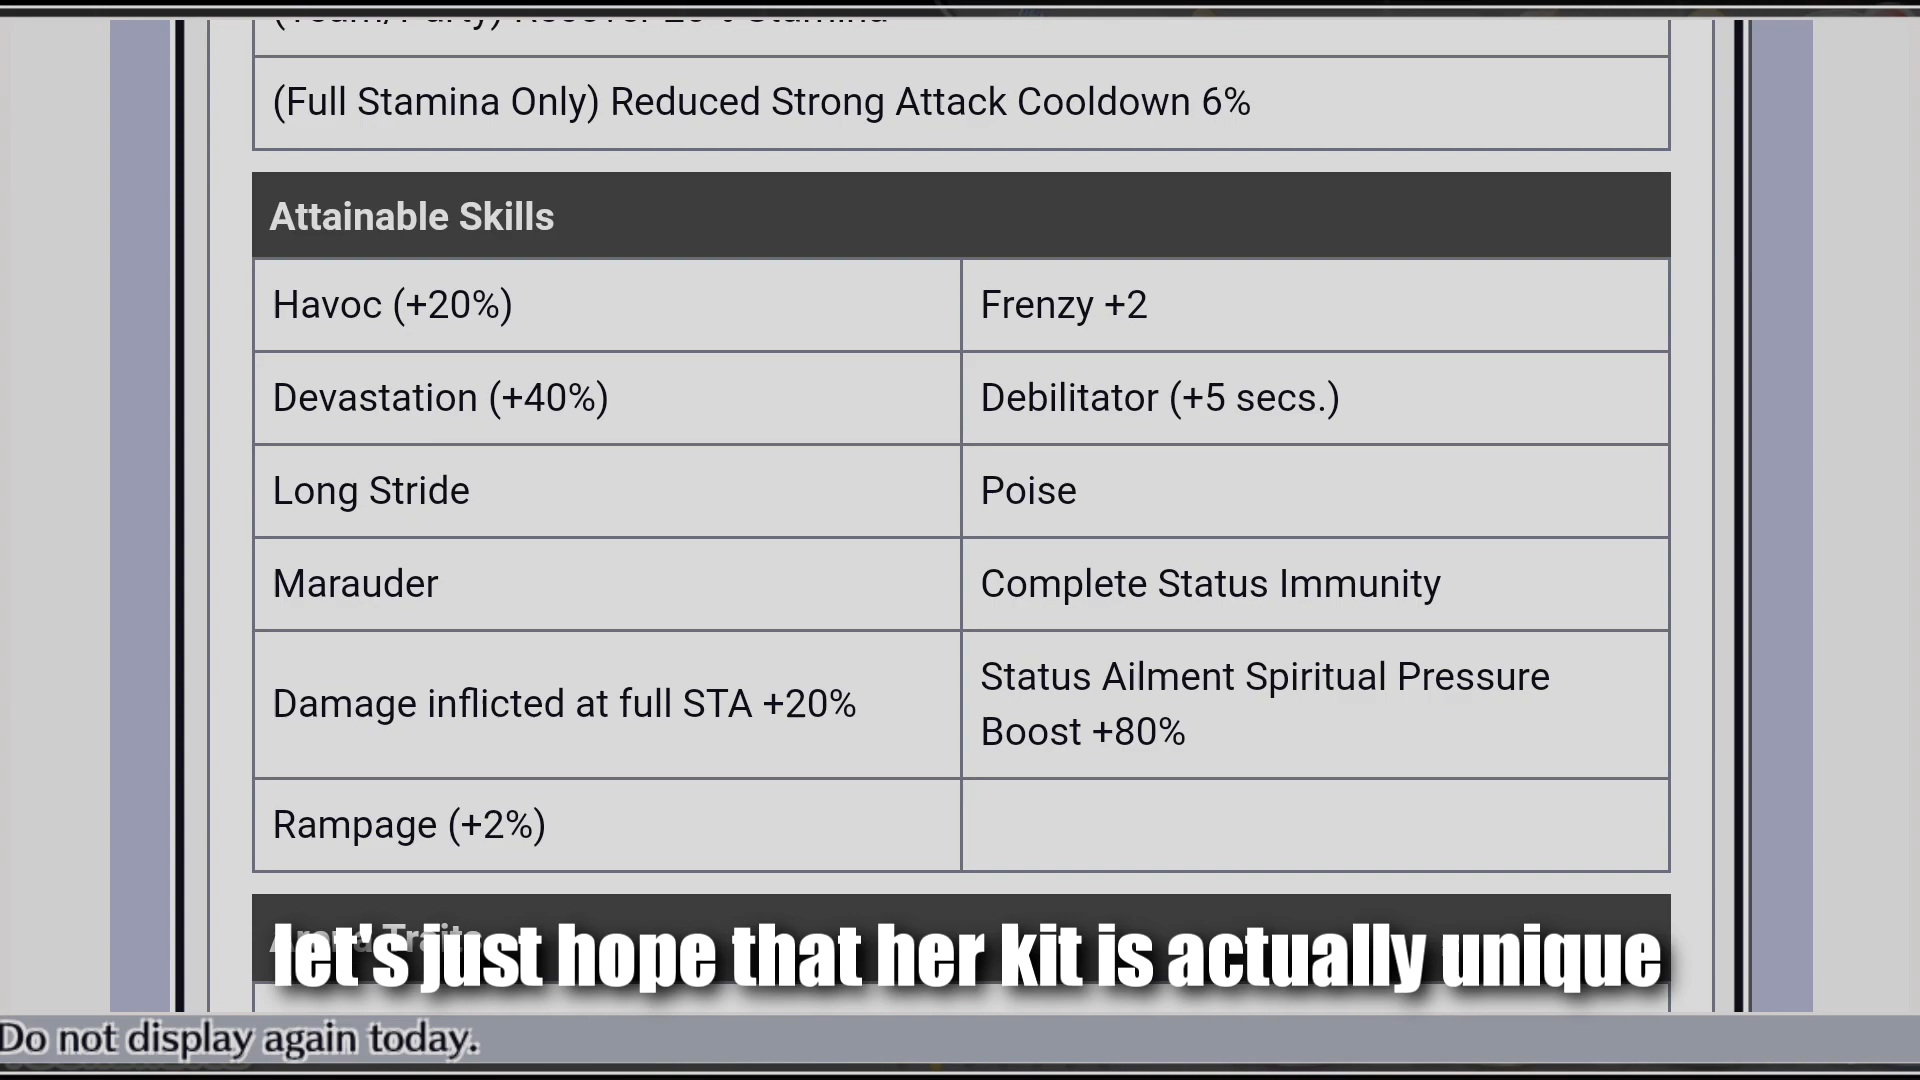 (Full Stamina Only) Reduced Strong Attack Cooldown 6%
Attainable Skills
Havoc (+20%)
Frenzy +2
Devastation (+40%)
Debilitator (+5 secs.)
Long Stride
Poise
Marauder
Complete Status Immunity
Damage inflicted at full STA +20%
Status Ailment Spiritual Pressure
Boost +80%
Rampage (+2%)
let's just hope that her kit is actually unique
Do not display again today.